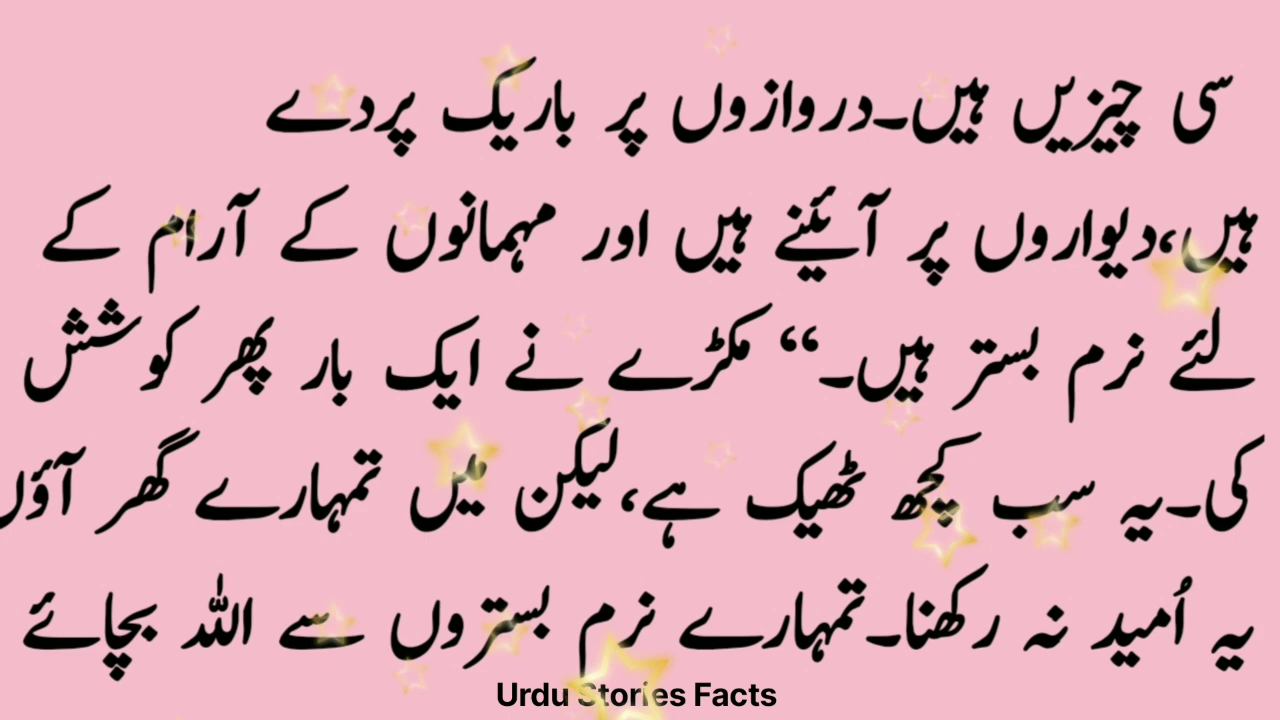 سی چیزیں ہیں۔دروازوں پر باریک پردے
ہیں،دیواروں پر آئینے ہیں اور مہمانوں کے آرام کے
لئے نرم بستر ہیں۔“ مکڑے نے ایک بار پھر کوشش
کی۔یہ سب کچھ ٹھیک ہے،لیکن میں تمہارے گھر آؤں
یہ اُمید نہ رکھنا۔تمہارے نرم بستروں سے اللہ بچائے
Urdu Stories Facts